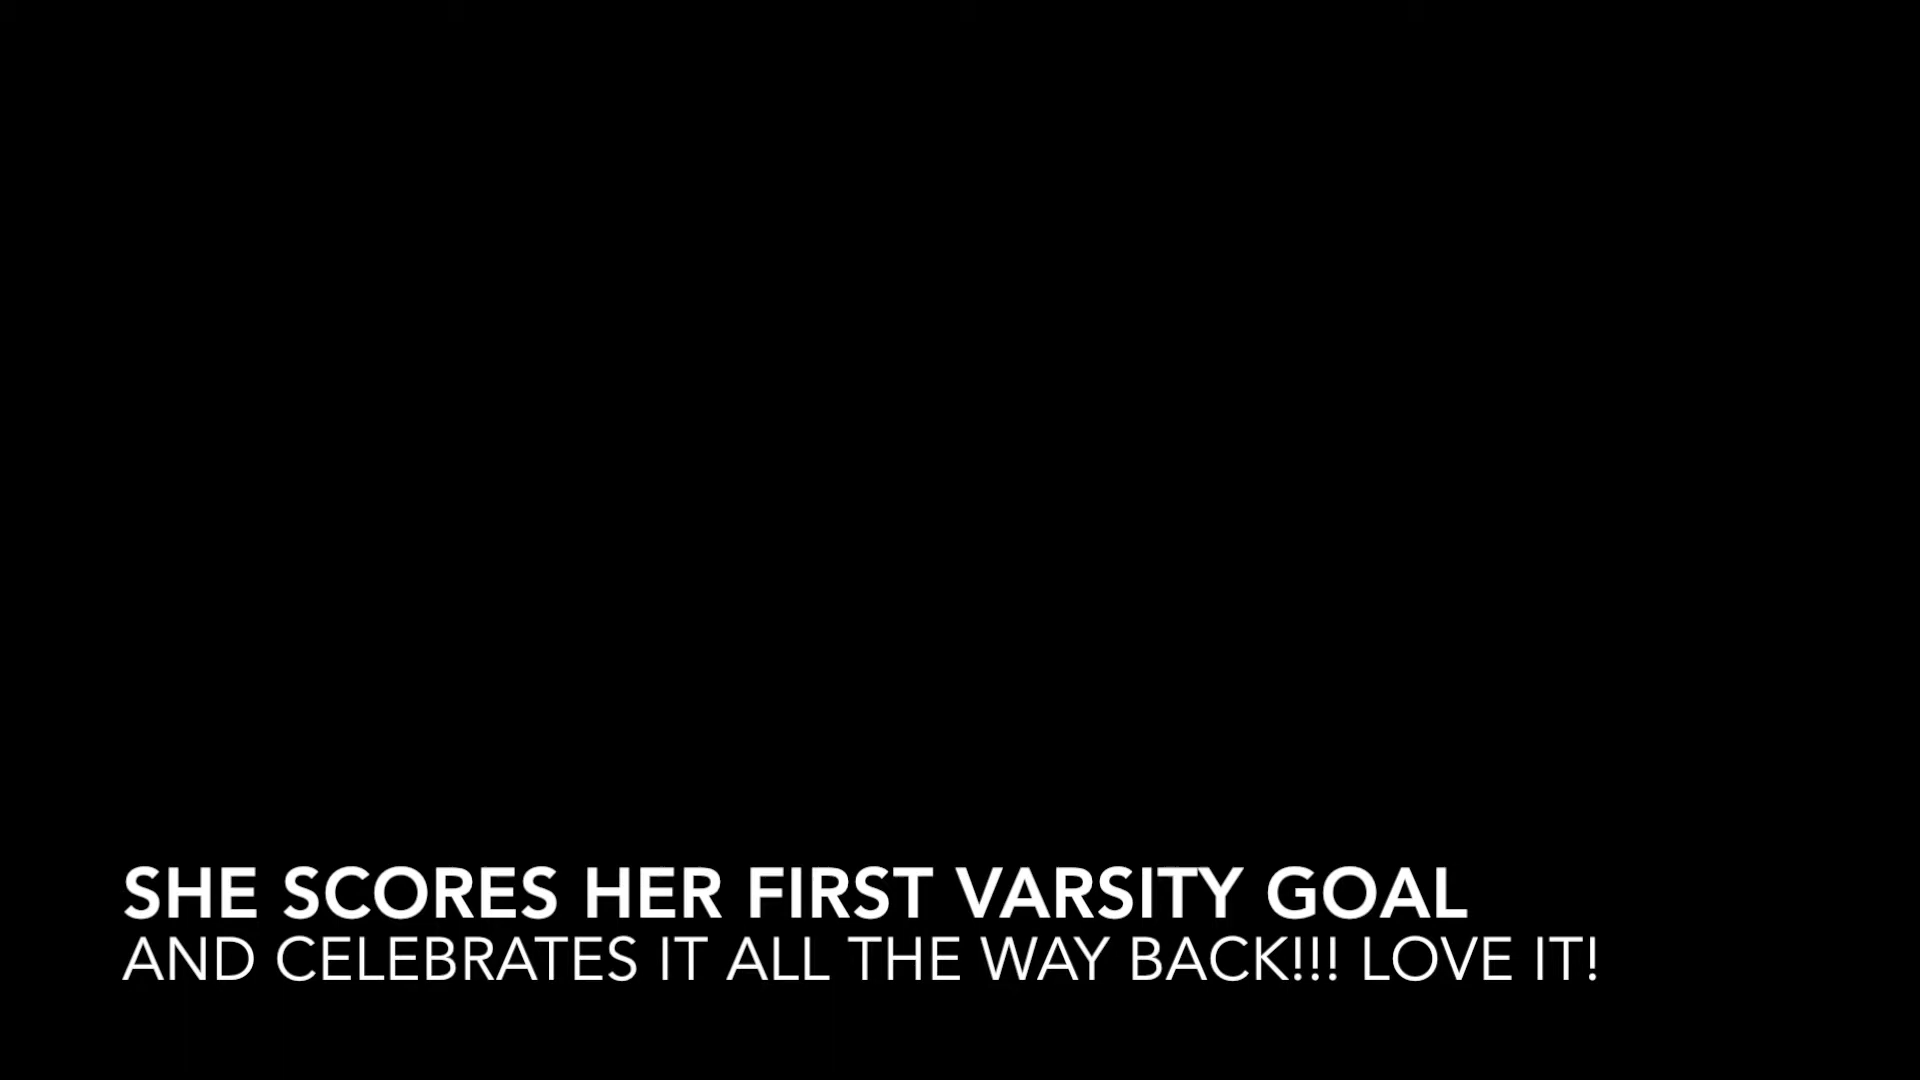 SHE SCORES HER FIRST VARSITY GOAL
AND CELEBRATES IT ALL THE WAY BACK!!! LOVE IT!